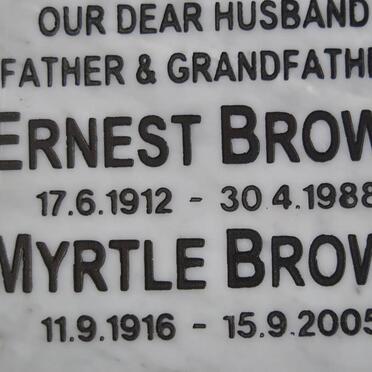 OUR DEAR HUSBAND
FATHER & GRANDFATH
ERNEST BROW
17.6.1912 - 30 4.1988
MYRTLE BROW
11.9.1916 - 15.9.2005